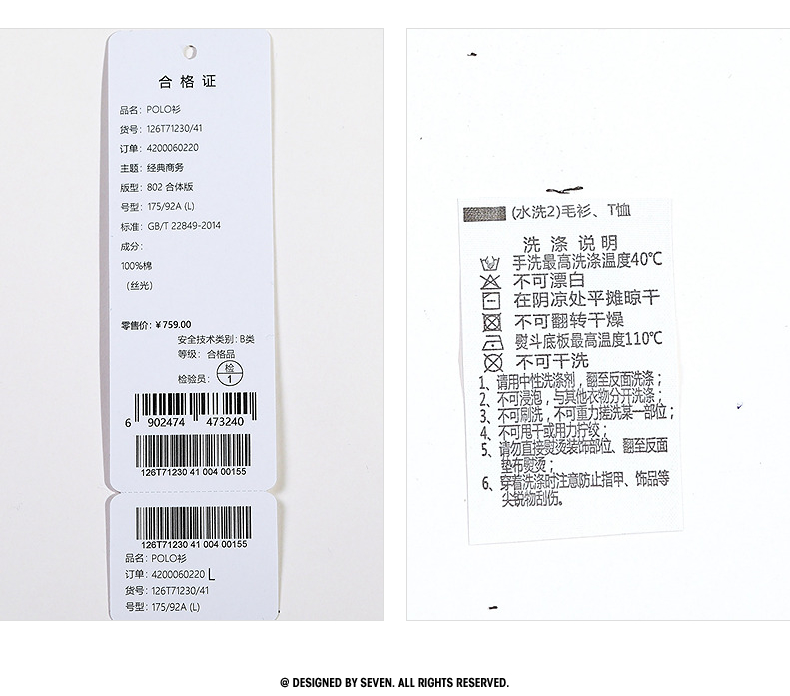 合格证
品名：POLO衫
货号：126T71230/41
订单：4200060220
主题：经典商务
版型：802 合体版
号型：175/92A (L)
标准：GB/T 22849-2014
成分：
100%棉
（丝光）
零售价：¥759.00
安全技术类别：B类
等级：合格品
检验员：检1
6 902474 473240
126T71230 41 004 00155
126T71230 41 004 00155
品名：POLO衫
订单：4200060220 L
货号：126T71230/41
号型：175/92A (L)
(水洗2)毛衫、T恤
洗涤说明
手洗最高洗涤温度40℃
不可漂白
在阴凉处平摊晾干
不可翻转干燥
熨斗底板最高温度110℃
不可干洗
1、请用中性洗涤剂，翻至反面洗涤；
2、不可浸泡，与其他衣物分开洗涤；
3、不可刷洗，不可重力搓洗某一部位；
4、不可甩干或用力拧绞；
5、请勿直接熨烫装饰部位、翻至反面
垫布熨烫；
6、穿着洗涤时注意防止指甲、饰品等
尖锐物刮伤。
@ DESIGNED BY SEVEN. ALL RIGHTS RESERVED.